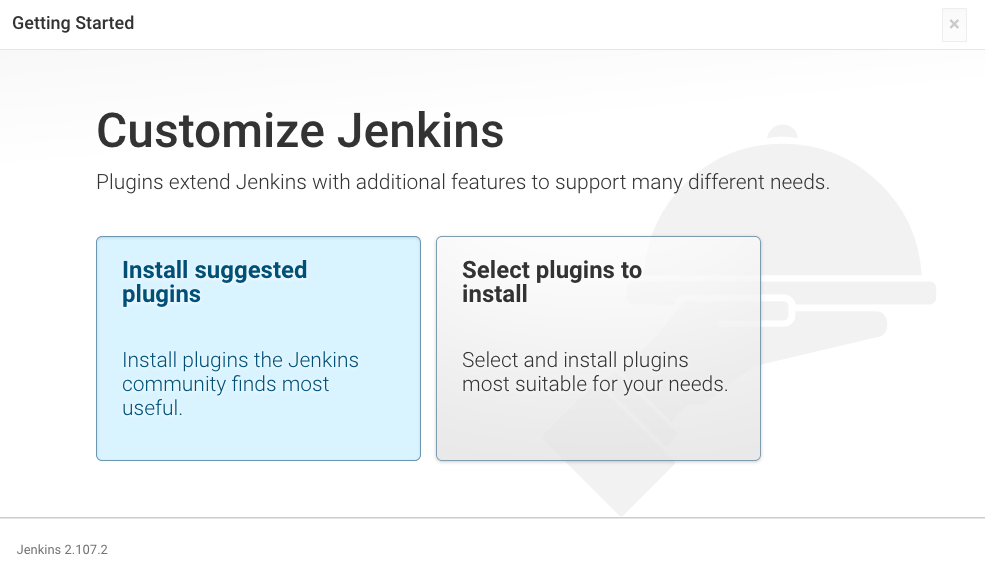 Getting Started
×
Customize Jenkins
Plugins extend Jenkins with additional features to support many different needs.
Install suggested
plugins
Install plugins the Jenkins
community finds most
useful.
Select plugins to
install
Select and install plugins
most suitable for your needs.
Jenkins 2.107.2